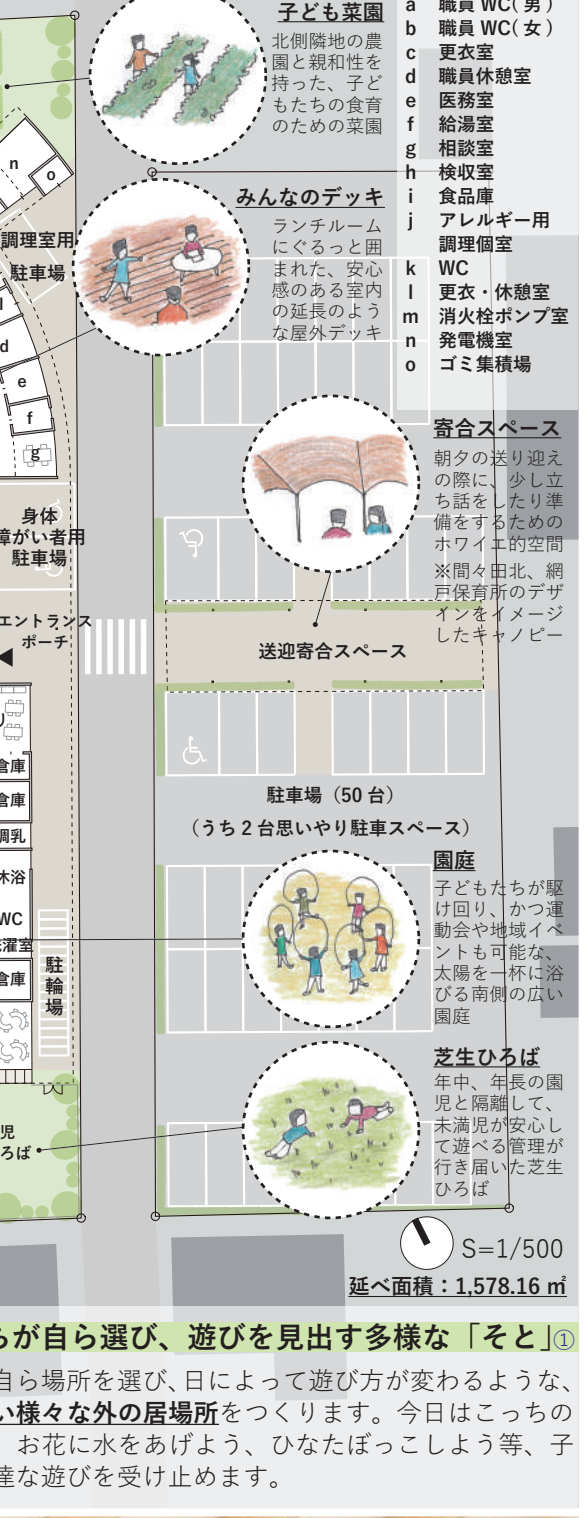 子ども菜園
北側隣地の農
園と親和性を
持った、子ど
もたちの食育
のための菜園
a 職員 WC( 男 )
b 職員 WC( 女 )
c 更衣室
d 職員休憩室
e 医務室
f 給湯室
g 相談室
h 検収室
i 食品庫
j アレルギー用
調理個室
k WC
l 更衣・休憩室
m 消火栓ポンプ室
n 発電機室
o ゴミ集積場
n
o
調理室用
駐車場
みんなのデッキ
ランチルーム
にぐるっと囲
まれた、安心
感のある室内
の延長のよう
な屋外デッキ
l
d
e
f
g
寄合スペース
朝夕の送り迎え
の際に、少し立
ち話をしたり準
備をするための
ホワイエ的空間
※間々田北、網
戸保育所のデザ
インをイメージ
したキャノピー
身体
障がい者用
駐車場
エントランス
ポーチ
送迎寄合スペース
倉庫
倉庫
調乳
沐浴
WC
洗濯室
倉庫
駐輪場
駐車場（50 台）
（うち 2 台思いやり駐車スペース）
園庭
子どもたちが駆
け回り、かつ運
動会や地域イベ
ントも可能な、
太陽を一杯に浴
びる南側の広い
園庭
芝生ひろば
年中、年長の園
児と隔離して、
未満児が安心し
て遊べる管理が
行き届いた芝生
ひろば
児
ろば
S=1/500
延べ面積：1,578.16 ㎡
が自ら選び、遊びを見出す多様な「そと」①
自ら場所を選び、日によって遊び方が変わるような、
い様々な外の居場所をつくります。今日はこっちの
お花に水をあげよう、ひなたぼっこしよう等、子
達な遊びを受け止めます。